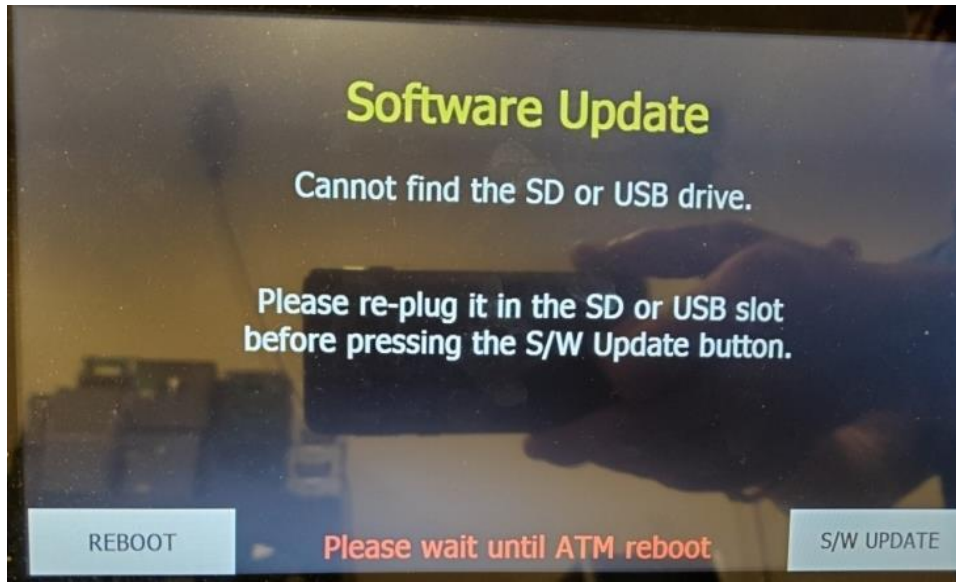 Software Update
Cannot find the SD or USB drive.
Please re-plug it in the SD or USB slot
before pressing the S/W Update button.
REBOOT
Please wait until ATM reboot
S/W UPDATE